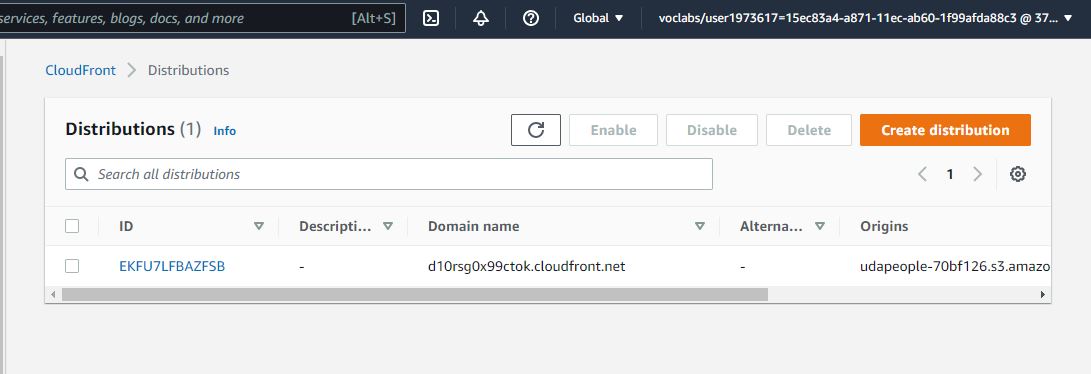 services, features, blogs, docs, and more [Alt+S] Global ▼ voclabs/user1973617=15ec83a4-a871-11ec-ab60-1f99afda88c3 @ 37... ▼
CloudFront > Distributions
Distributions (1) Info Enable Disable Delete Create distribution
Search all distributions < 1 >
ID Descripti... Domain name Alterna... Origins
EKFU7LFBAZFSB - d10rsg0x99ctok.cloudfront.net - udapeople-70bf126.s3.amazo